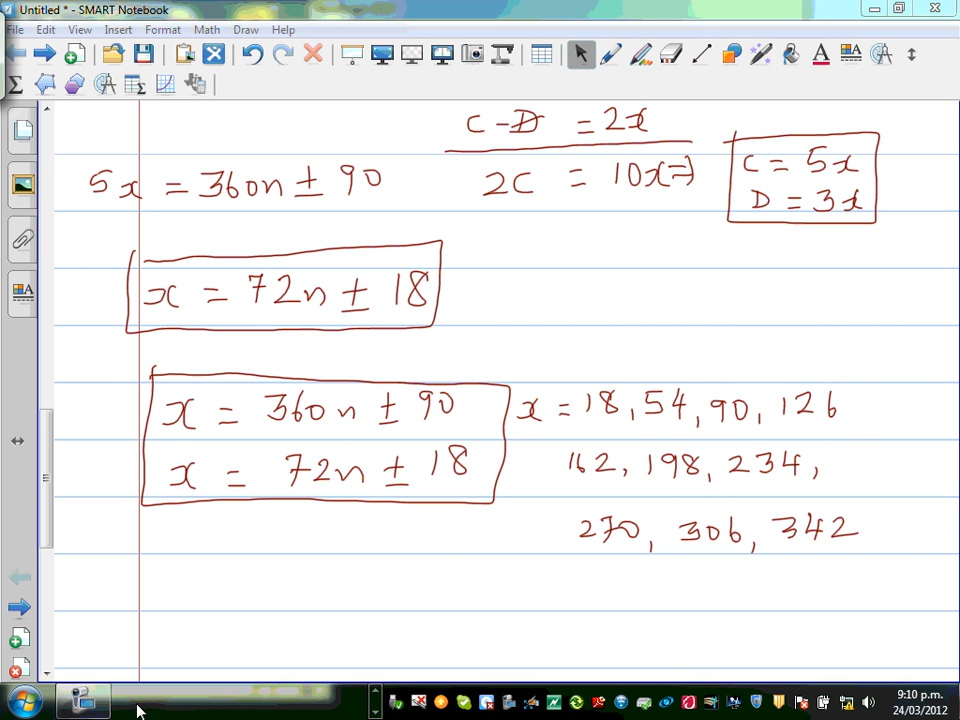 Untitled * - SMART Notebook
File Edit View Insert Format Math Draw Help
C - D = 2x
5x = 360n ± 90
2C = 10x ⇒
C = 5x
D = 3x
x = 72n ± 18
x = 360n ± 90
x = 72n ± 18
x = 18, 54, 90, 126
162, 198, 234,
270, 306, 342
9:10 p.m.
24/03/2012